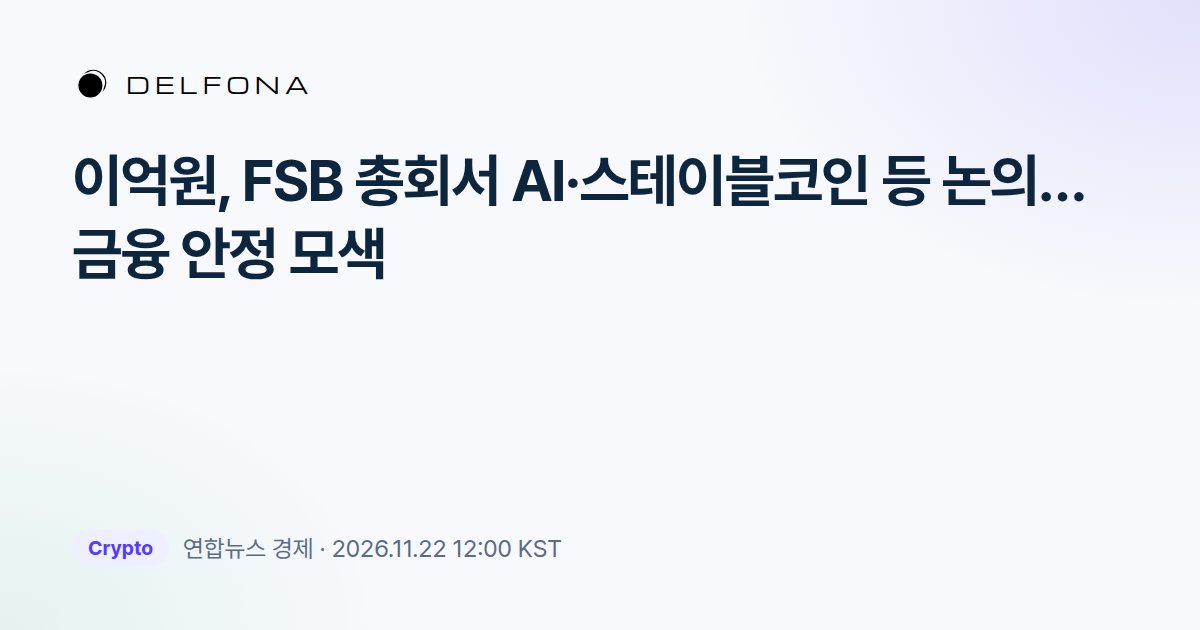 DELFONA
이억원, FSB 총회서 AI·스테이블코인 등 논의…
금융 안정 모색
Crypto 연합뉴스 경제 · 2026.11.22 12:00 KST